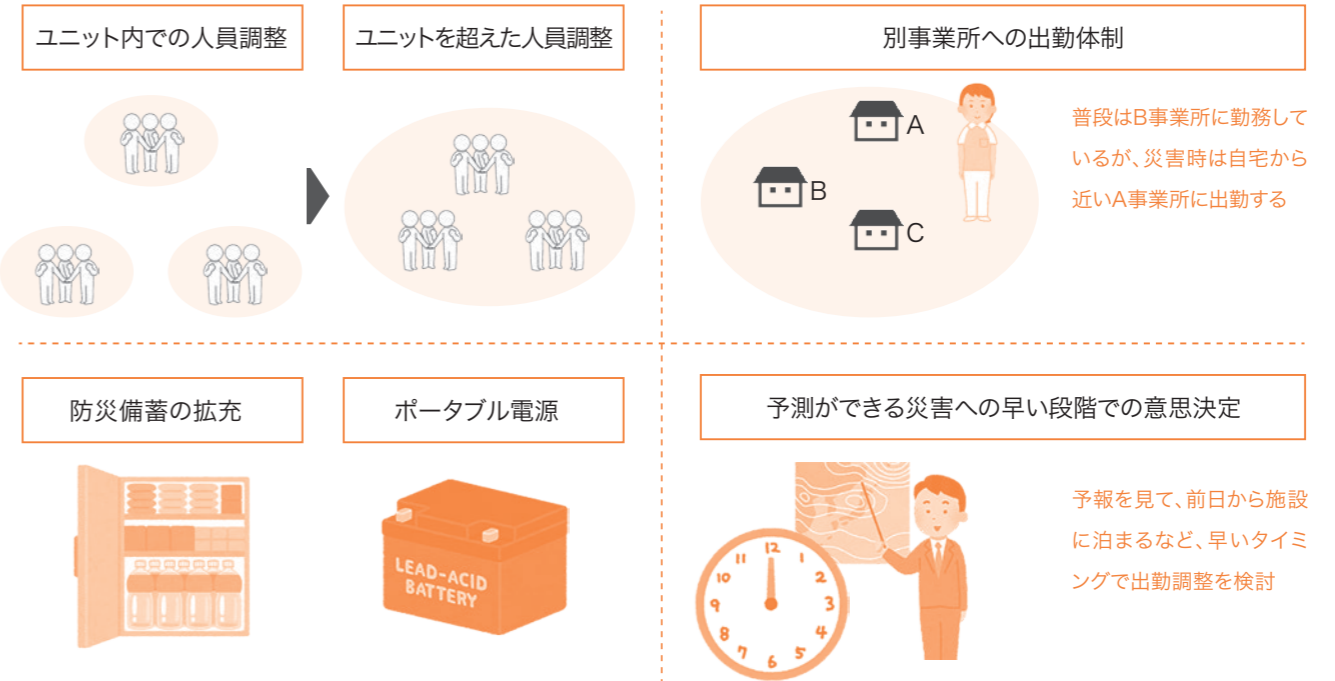 ユニット内での人員調整
ユニットを超えた人員調整
別事業所への出勤体制
A
B
C
普段はB事業所に勤務して
いるが、災害時は自宅から
近いA事業所に出勤する
防災備蓄の拡充
ポータブル電源
LEAD-ACID
BATTERY
予測ができる災害への早い段階での意思決定
12
1
2
3
4
5
6
7
8
9
10
11
予報を見て、前日から施設
に泊まるなど、早いタイミ
ングで出勤調整を検討